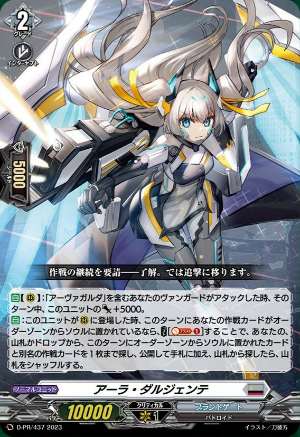 2
グレード
インターセプト
5000
シールド
作戦の継続を要請――了解。では追撃に移ります。
【自】【(R)】：「アーヴァガルダ」を含むあなたのヴァンガードがアタックした時、そのターン中、このユニットの+5000。
【自】：このユニットが(R)に登場した時、このターンにあなたの作戦カードがオーダーゾーンからソウルに置かれているなら、【コスト】[(1)]することで、あなたの山札かドロップから、このターンにオーダーゾーンからソウルに置かれたカードと別名の作戦カードを1枚まで探し、公開して手札に加え、山札から探したら、山札をシャッフルする。
ノーマルユニット
アーラ・ダルジェンテ
10000
クリティカル
1
ブラントゲート
バトロイド
D-PR/437 2023
イラスト／刀彼方